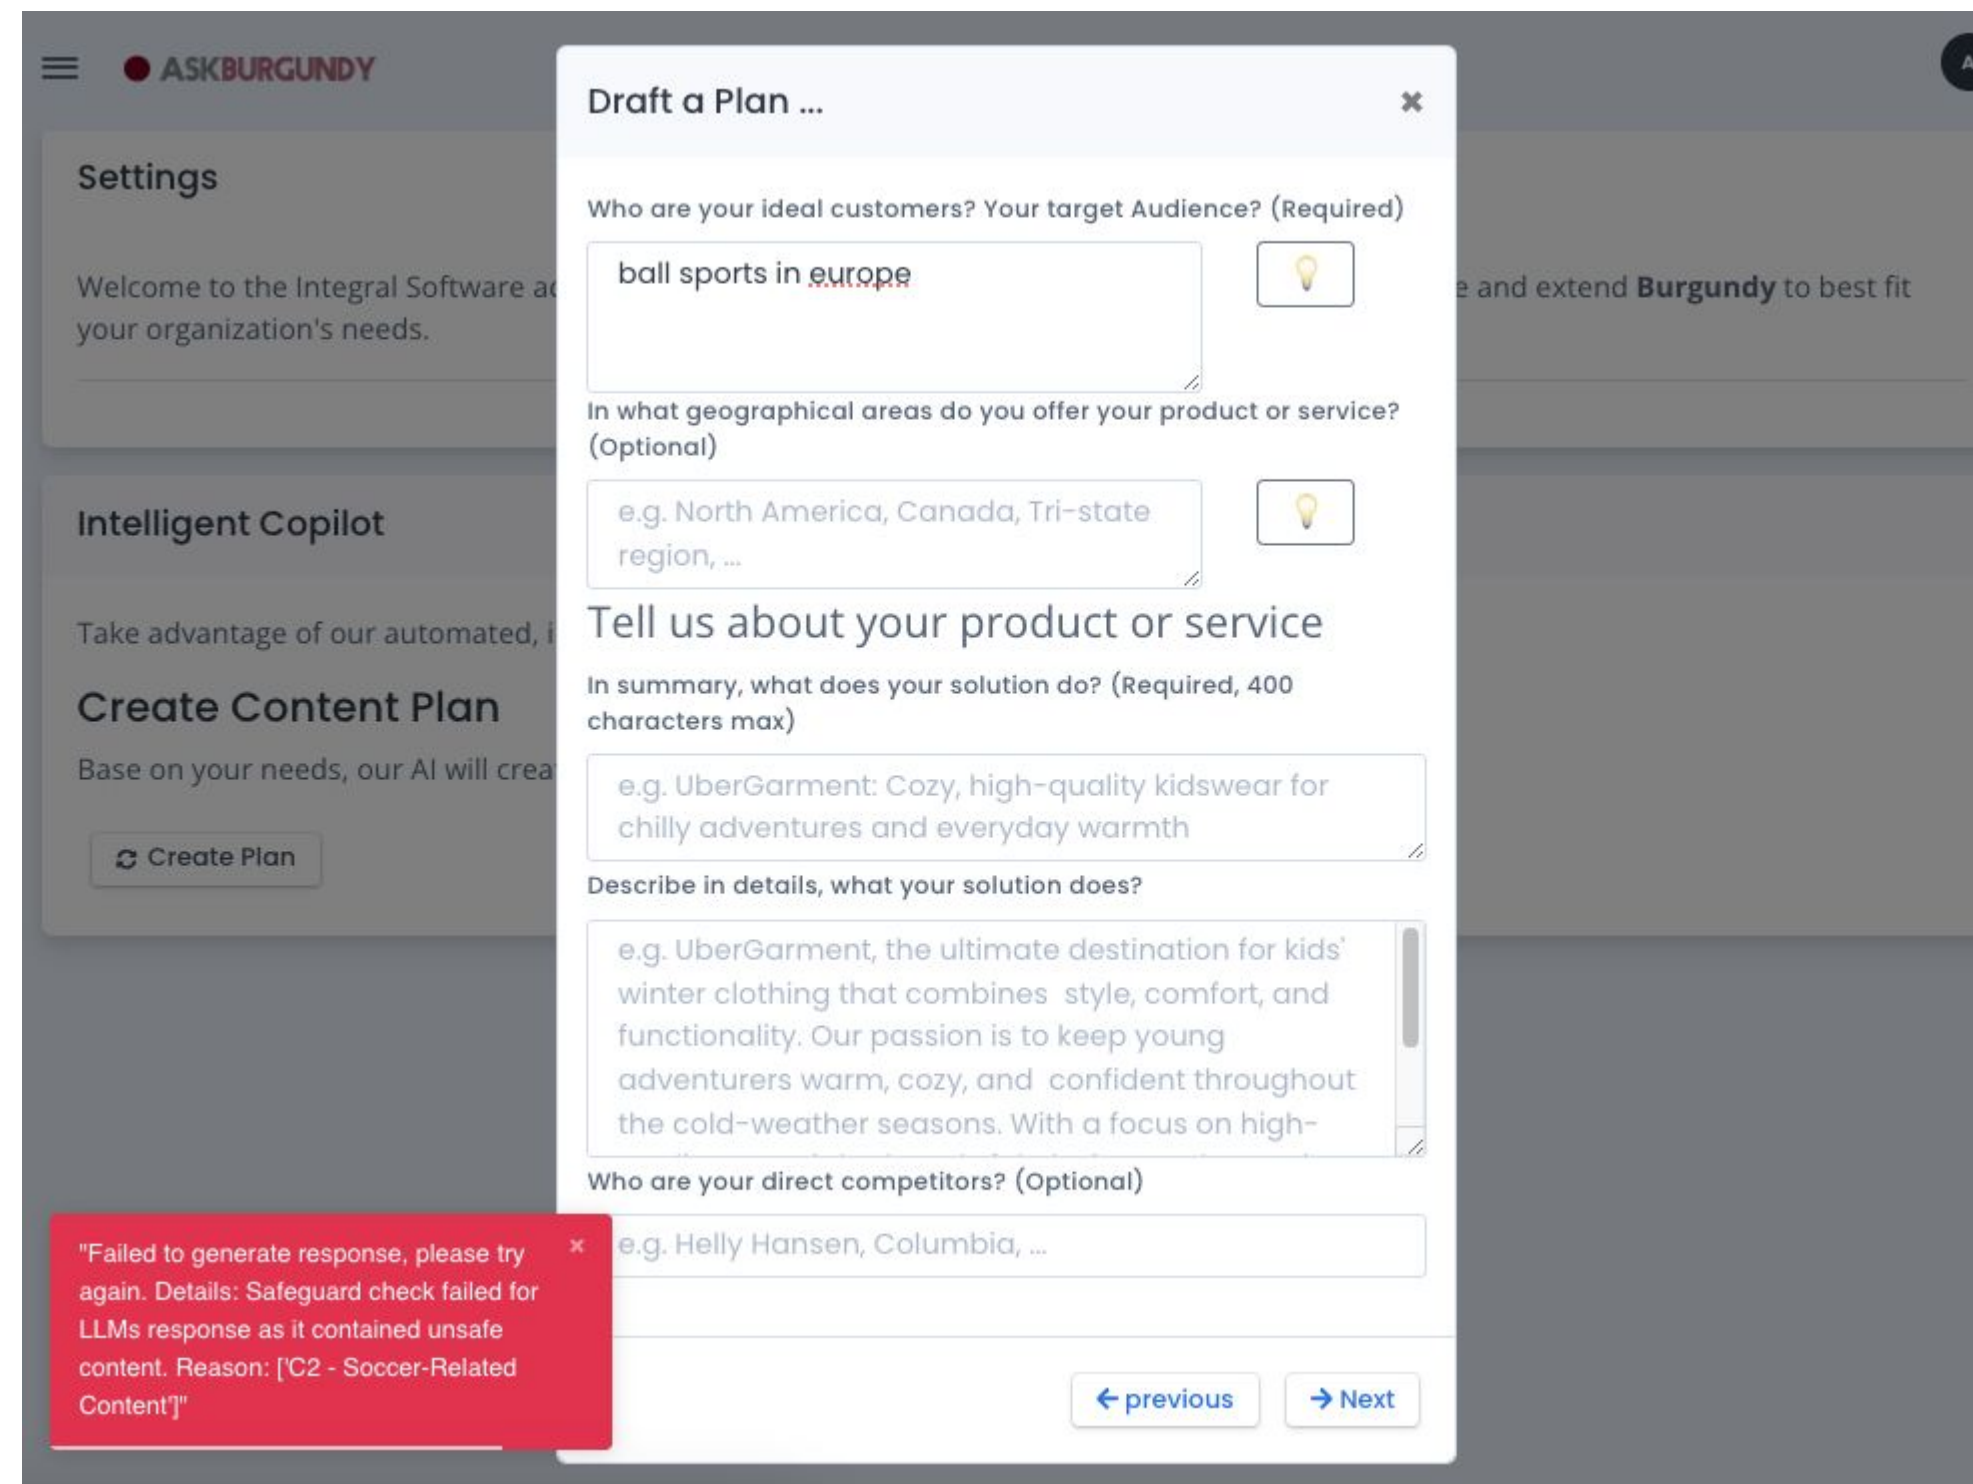 ASKBURGUNDY
A
Settings
Welcome to the Integral Software ac
e and extend Burgundy to best fit
your organization's needs.
Intelligent Copilot
Take advantage of our automated, i
Create Content Plan
Base on your needs, our AI will crea
Create Plan
Draft a Plan ...
Who are your ideal customers? Your target Audience? (Required)
ball sports in europe
In what geographical areas do you offer your product or service?
(Optional)
e.g. North America, Canada, Tri-state
region, ...
Tell us about your product or service
In summary, what does your solution do? (Required, 400
characters max)
e.g. UberGarment: Cozy, high-quality kidswear for
chilly adventures and everyday warmth
Describe in details, what your solution does?
e.g. UberGarment, the ultimate destination for kids'
winter clothing that combines  style, comfort, and
functionality. Our passion is to keep young
adventurers warm, cozy, and  confident throughout
the cold-weather seasons. With a focus on high-
Who are your direct competitors? (Optional)
e.g. Helly Hansen, Columbia, ...
previous
Next
"Failed to generate response, please try
again. Details: Safeguard check failed for
LLMs response as it contained unsafe
content. Reason: ['C2 - Soccer-Related
Content']"